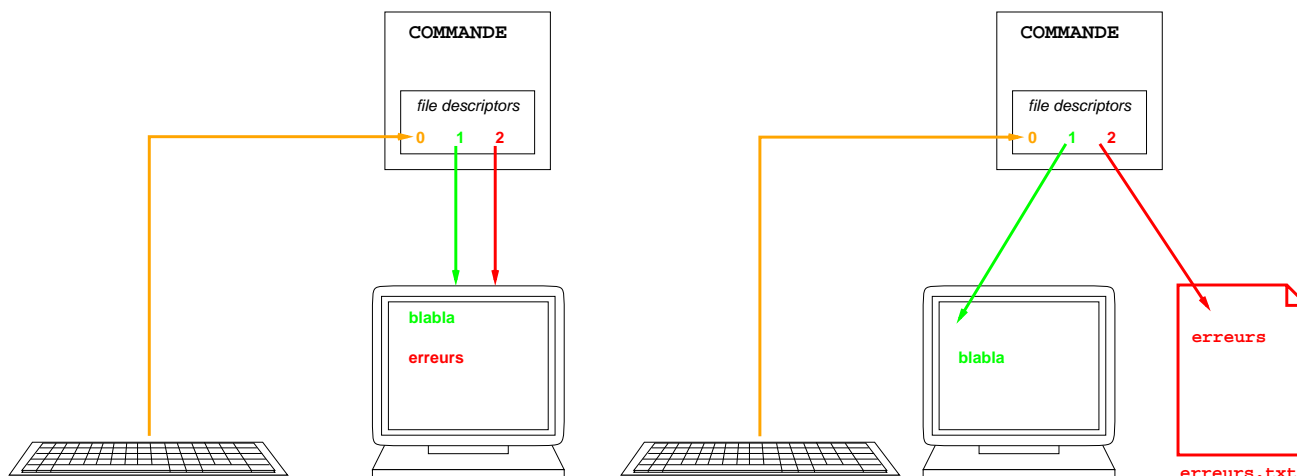 COMMANDE
file descriptors
0 1 2
blabla
erreurs
COMMANDE
file descriptors
0 1 2
blabla
erreurs
erreurs.txt